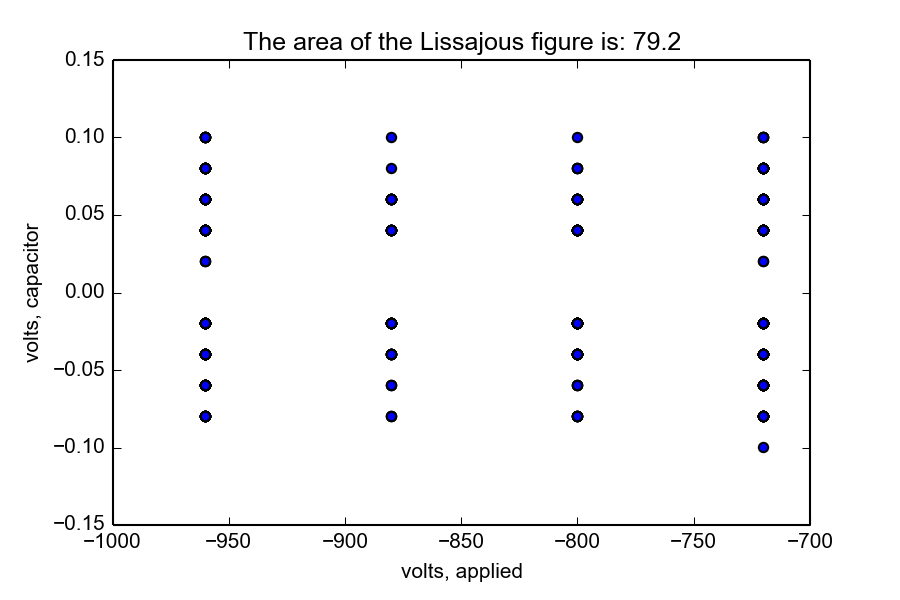 The area of the Lissajous figure is: 79.2
0.15
0.10
0.05
0.00
−0.05
−0.10
−0.15
−1000 −950 −900 −850 −800 −750 −700
volts, capacitor
volts, applied